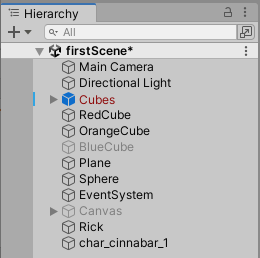 Hierarchy
All
firstScene*
Main Camera
Directional Light
Cubes
RedCube
OrangeCube
BlueCube
Plane
Sphere
EventSystem
Canvas
Rick
char_cinnabar_1